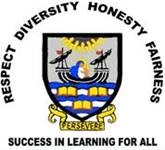 RESPECT DIVERSITY HONESTY FAIRNESS
PERSEVERE
SUCCESS IN LEARNING FOR ALL